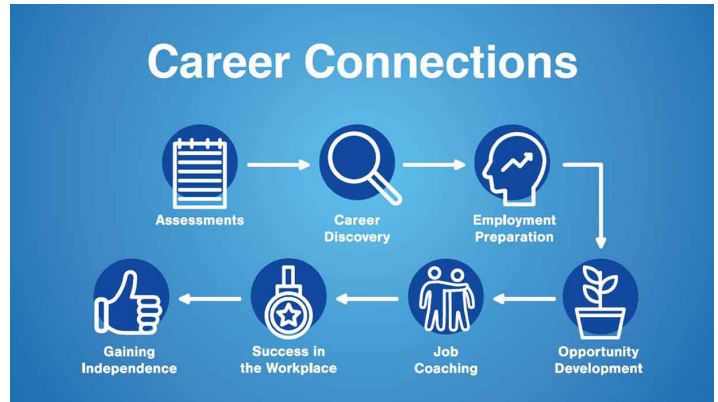 Career Connections
Assessments
Career
Discovery
Employment
Preparation
Gaining
Independence
Success in
the Workplace
Job
Coaching
Opportunity
Development